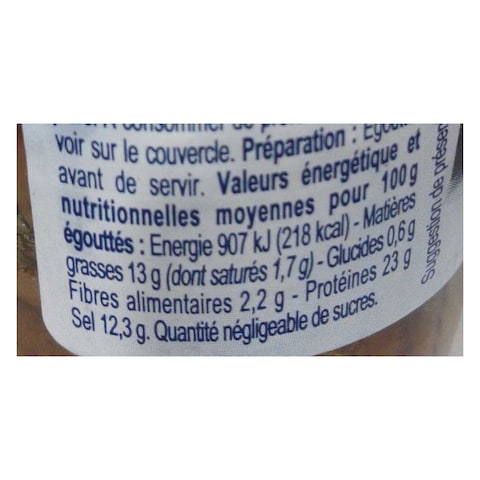 voir sur le couvercle. Préparation :
avant de servir. Valeurs énergétique et
nutritionnelles moyennes pour 100g
égouttés : Energie 907 kJ (218 kcal) - Matières
grasses 13 g (dont saturés 1,7 g) - Glucides 0,6 g
Fibres alimentaires 2,2 g - Protéines 23 g
Sel 12,3 g. Quantité négligeable de sucres.
Suggestion de